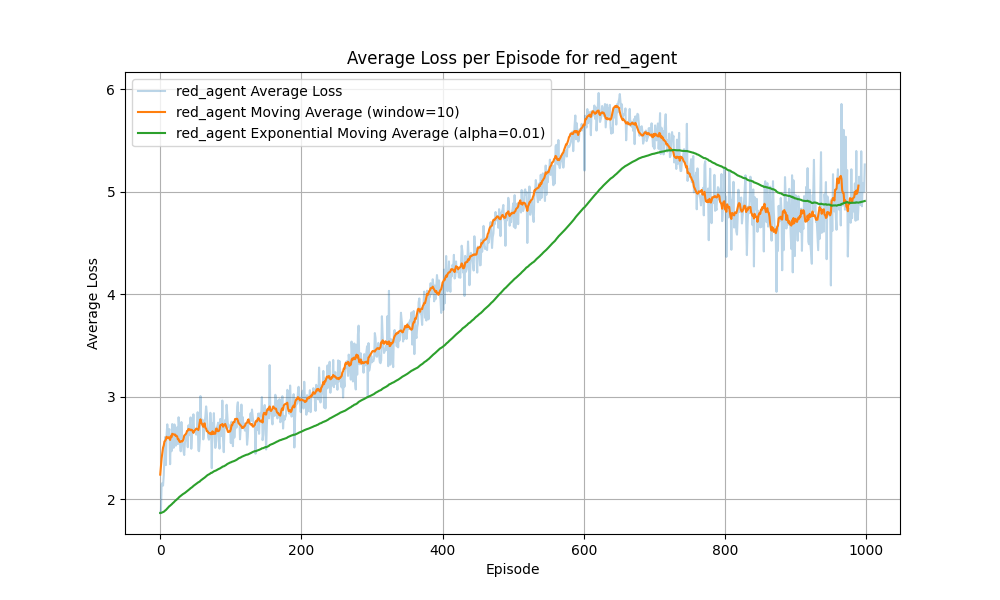 Average Loss per Episode for red_agent
red_agent Average Loss
red_agent Moving Average (window=10)
red_agent Exponential Moving Average (alpha=0.01)
Average Loss
6
5
4
3
2
0
200
400
600
800
1000
Episode